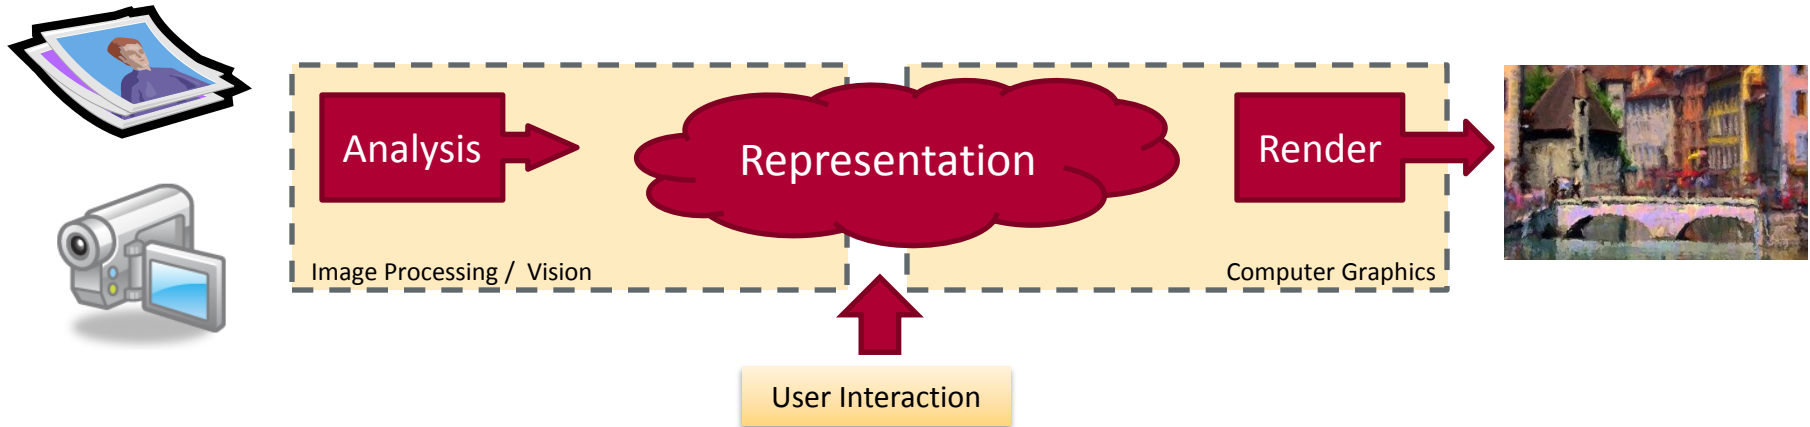 Analysis
Representation
Render
Image Processing / Vision
Computer Graphics
User Interaction